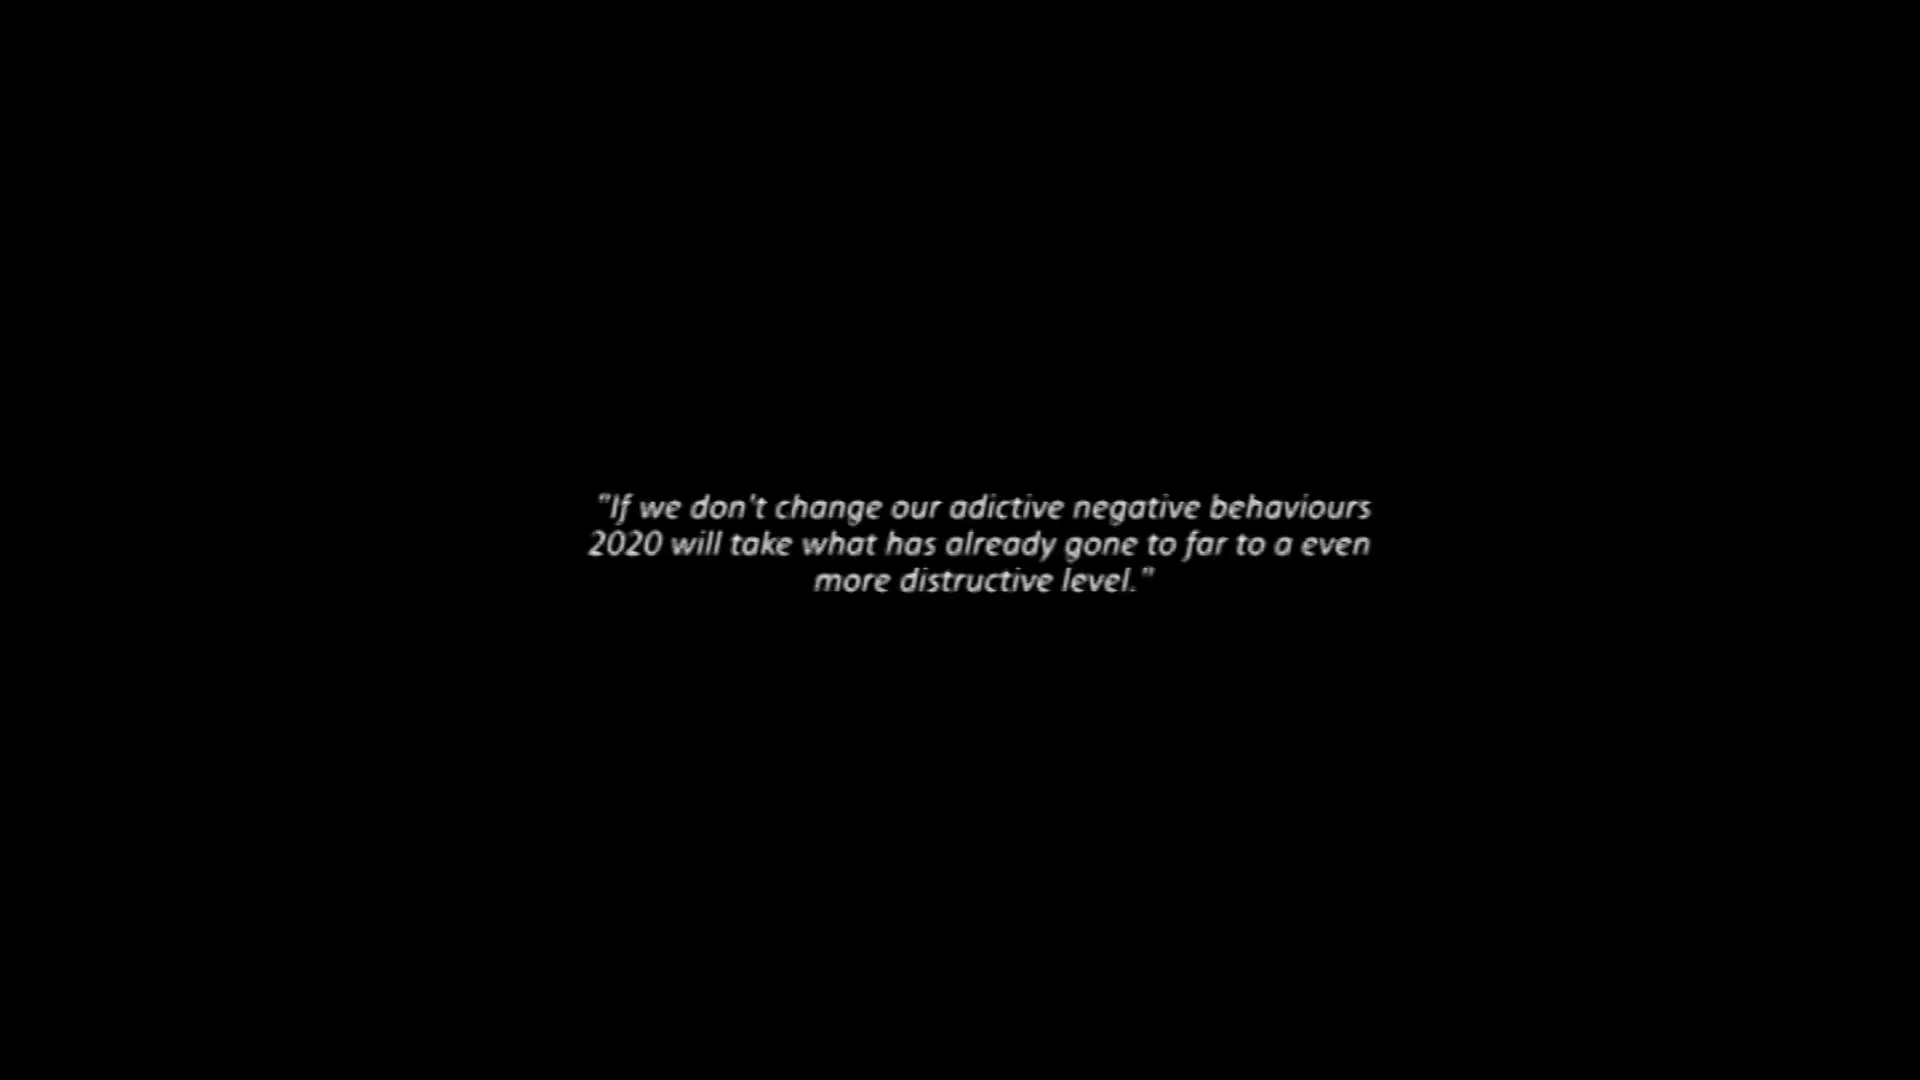 "If we don't change our adictive negative behaviours
2020 will take what has already gone to far to a even
more distructive level."